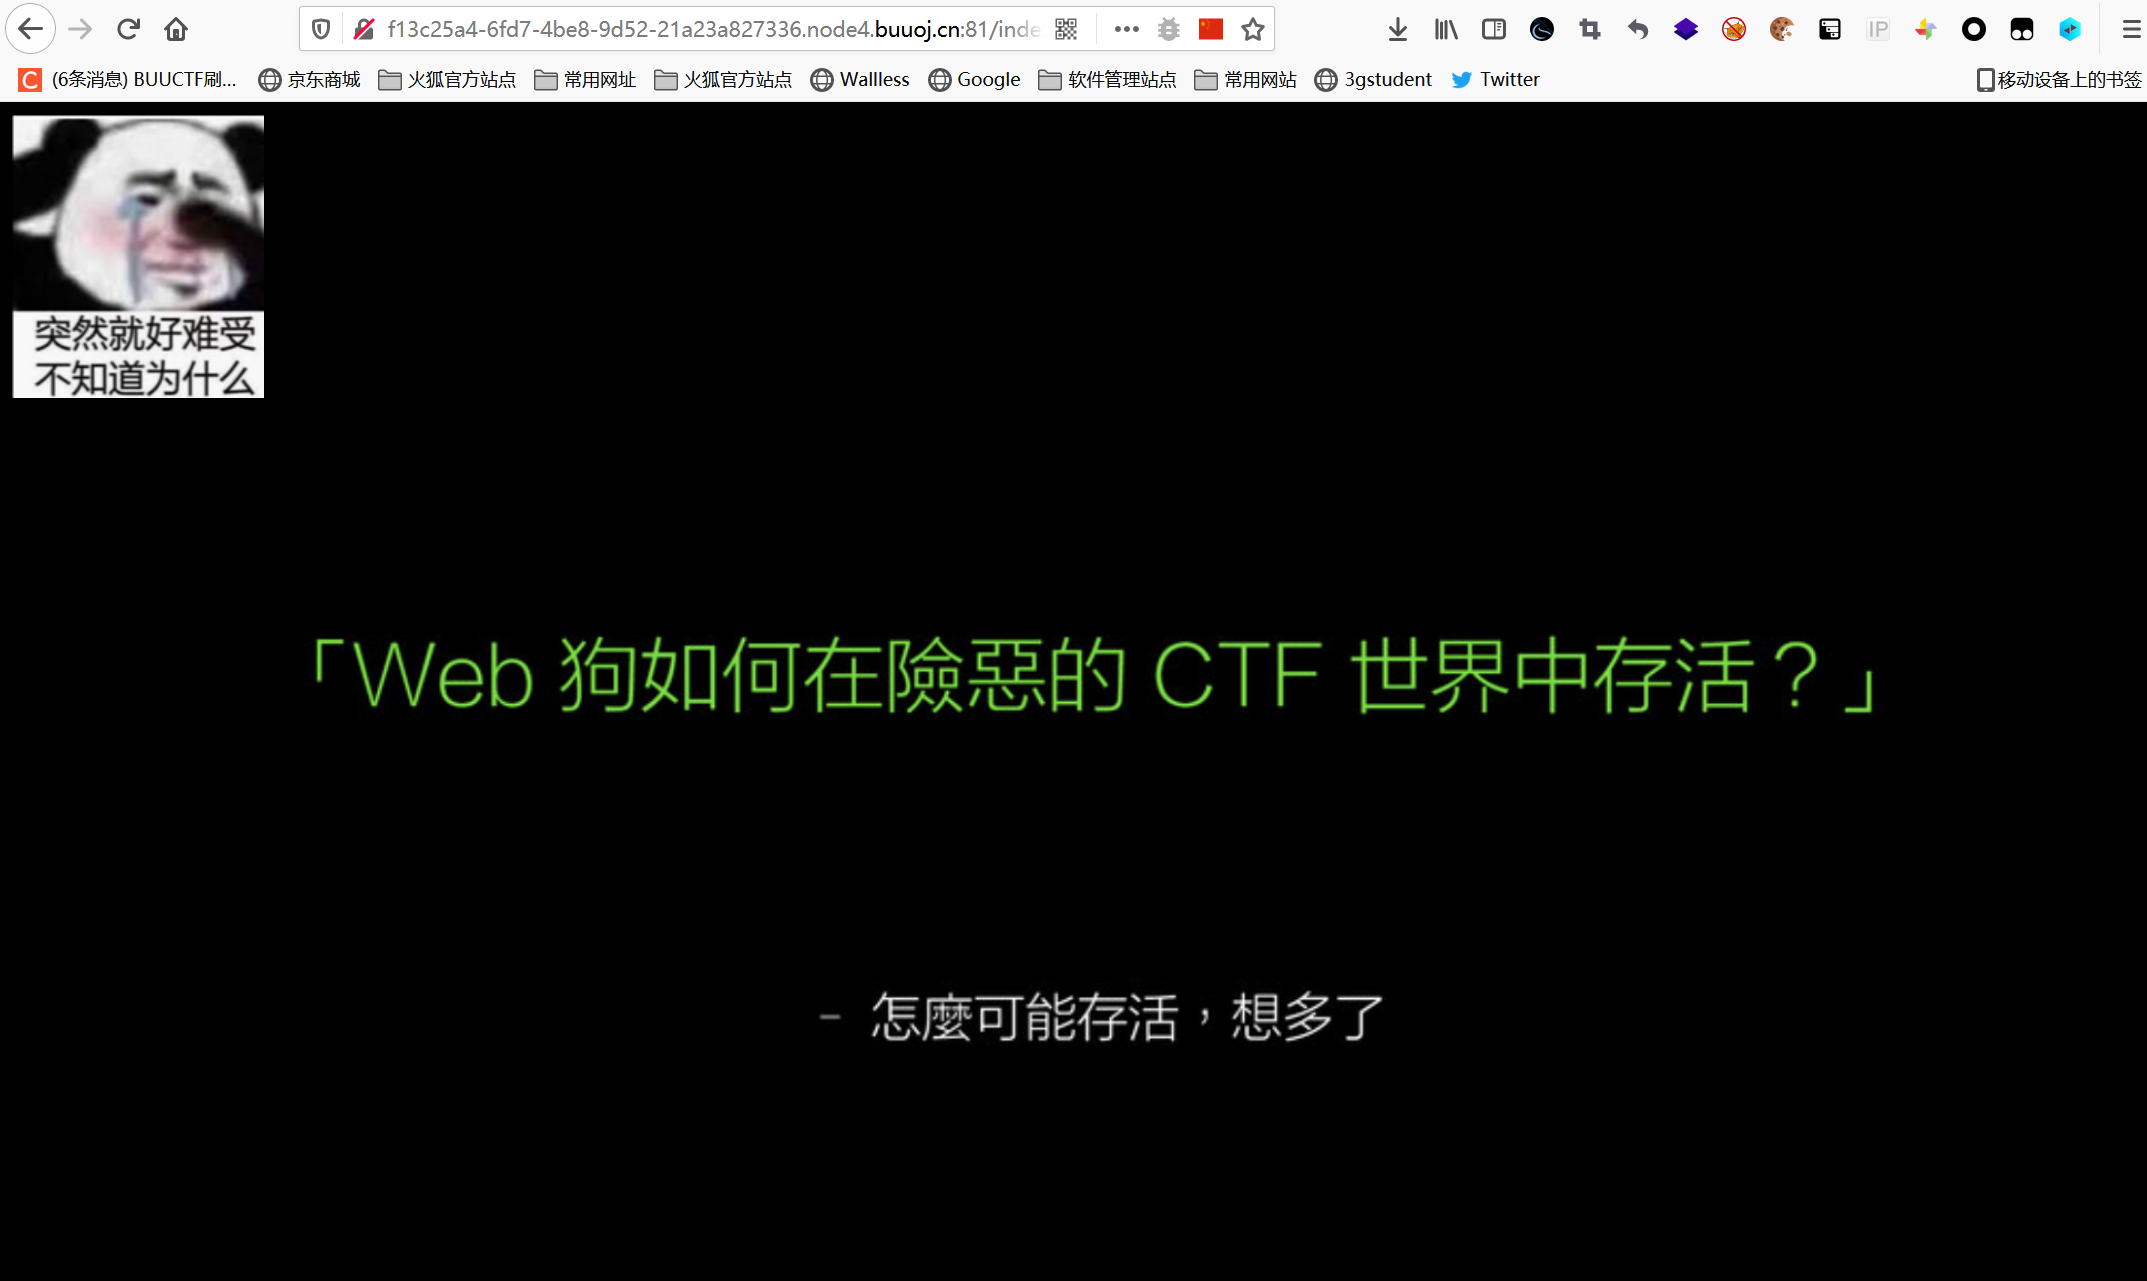 f13c25a4-6fd7-4be8-9d52-21a23a827336.node4.buuoj.cn:81/inde
IP
C (6条消息) BUUCTF刷... 京东商城 火狐官方站点 常用网址 火狐官方站点 Wallless Google 软件管理站点 常用网站 3gstudent Twitter 移动设备上的书签
突然就好难受
不知道为什么
「Web 狗如何在險惡的 CTF 世界中存活？」
- 怎麼可能存活，想多了